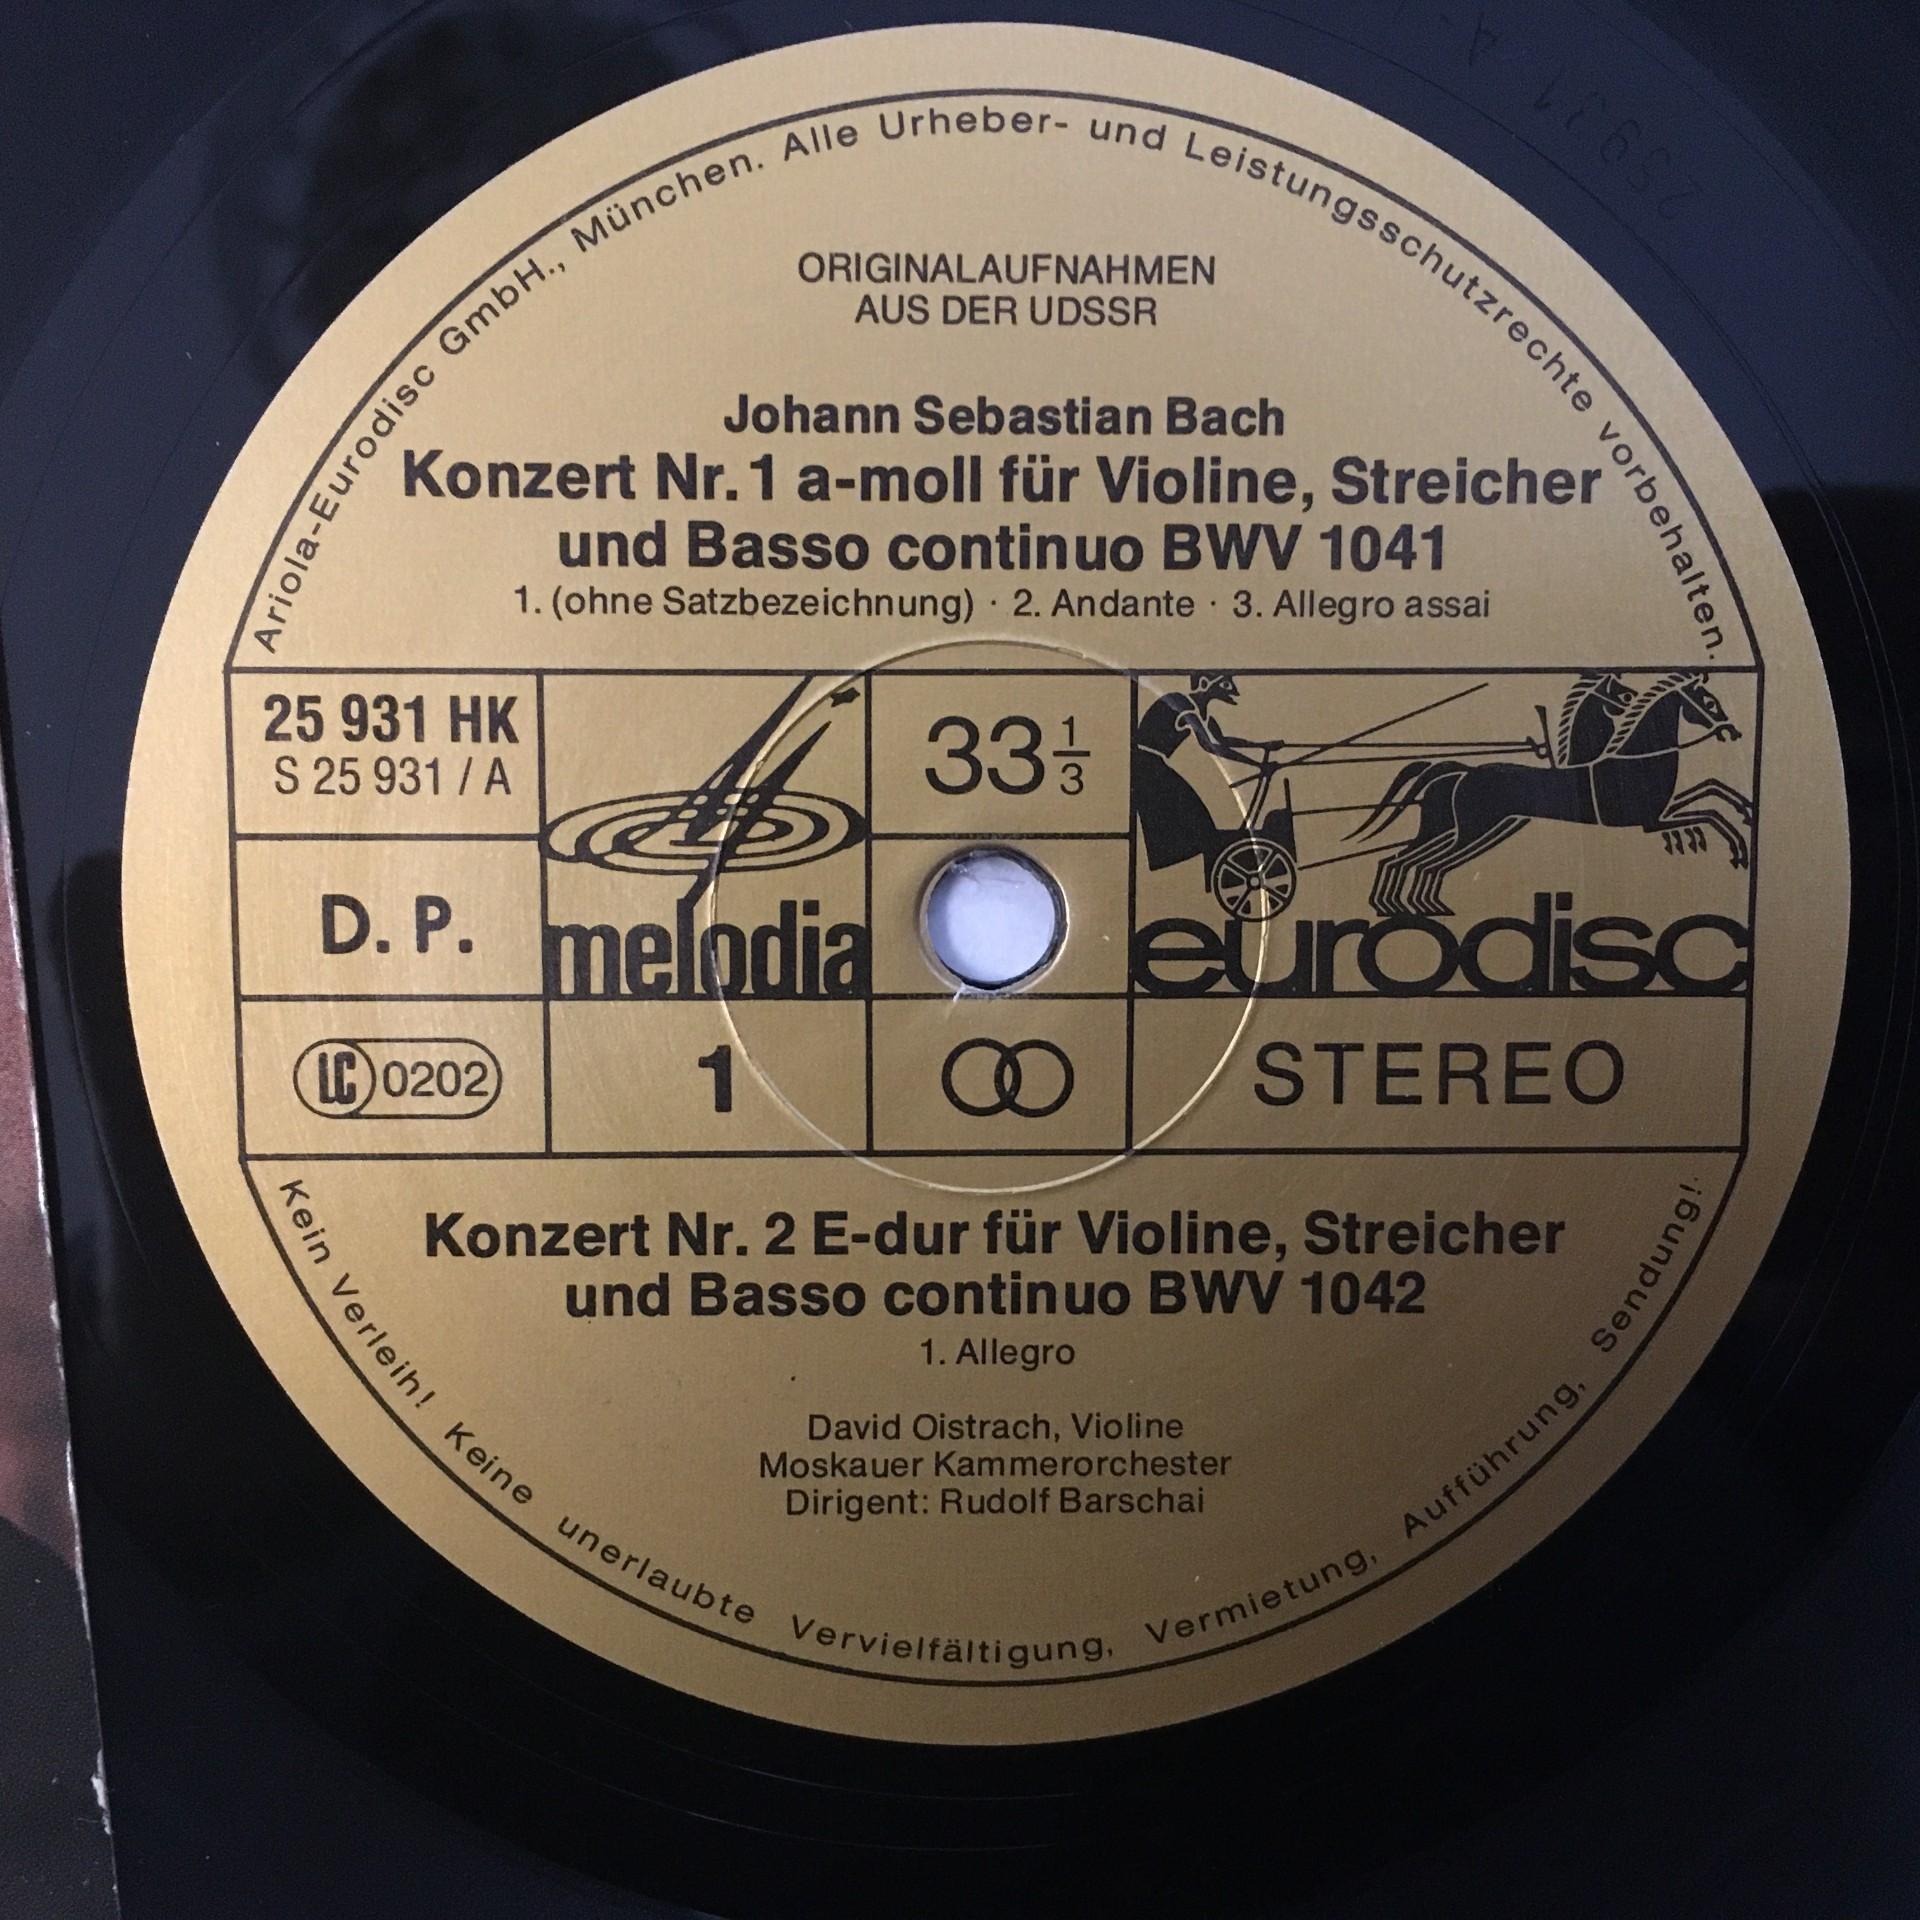 Ariola-Eurodisc GmbH., München. Alle Urheber- und Leistungsschutzrechte vorbehalten.
ORIGINALAUFNAHMEN
AUS DER UDSSR
Johann Sebastian Bach
Konzert Nr. 1 a-moll für Violine, Streicher
und Basso continuo BWV 1041
1. (ohne Satzbezeichnung) · 2. Andante · 3. Allegro assai
25 931 HK
S 25 931 / A
33 1/3
D. P.
melodia
eurodisc
LC 0202
1
STEREO
Konzert Nr. 2 E-dur für Violine, Streicher
und Basso continuo BWV 1042
1. Allegro
David Oistrach, Violine
Moskauer Kammerorchester
Dirigent: Rudolf Barschai
Kein Verleih! Keine unerlaubte Vervielfältigung, Vermietung, Aufführung, Sendung!